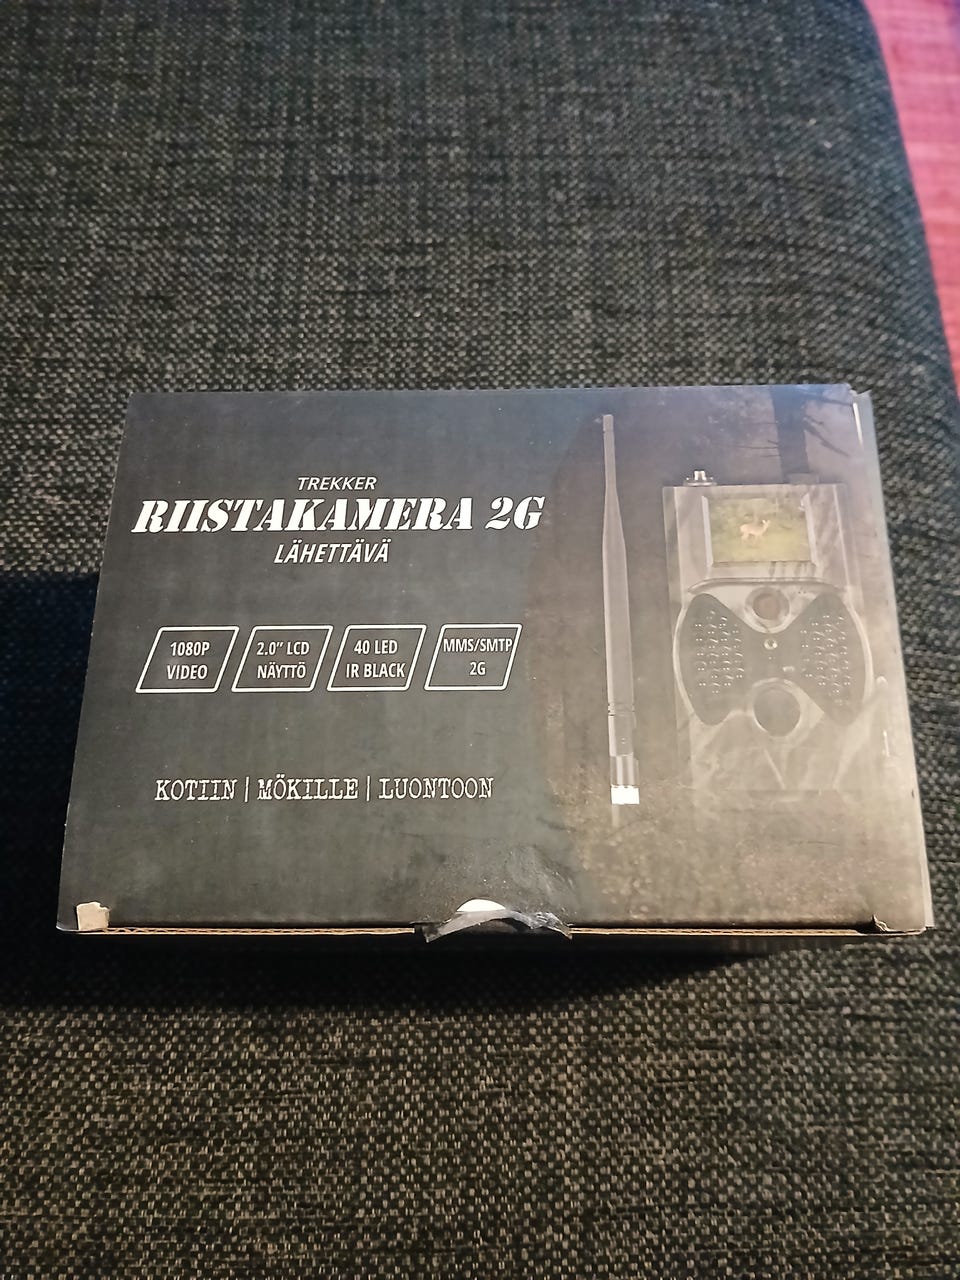 TREKKER
RIISTAKAMERA 2G
LÄHETTÄVÄ
1080P
VIDEO
2.0" LCD
NÄYTTÖ
40 LED
IR BLACK
MMS/SMTP
2G
KOTIIN | MÖKILLE | LUONTOON